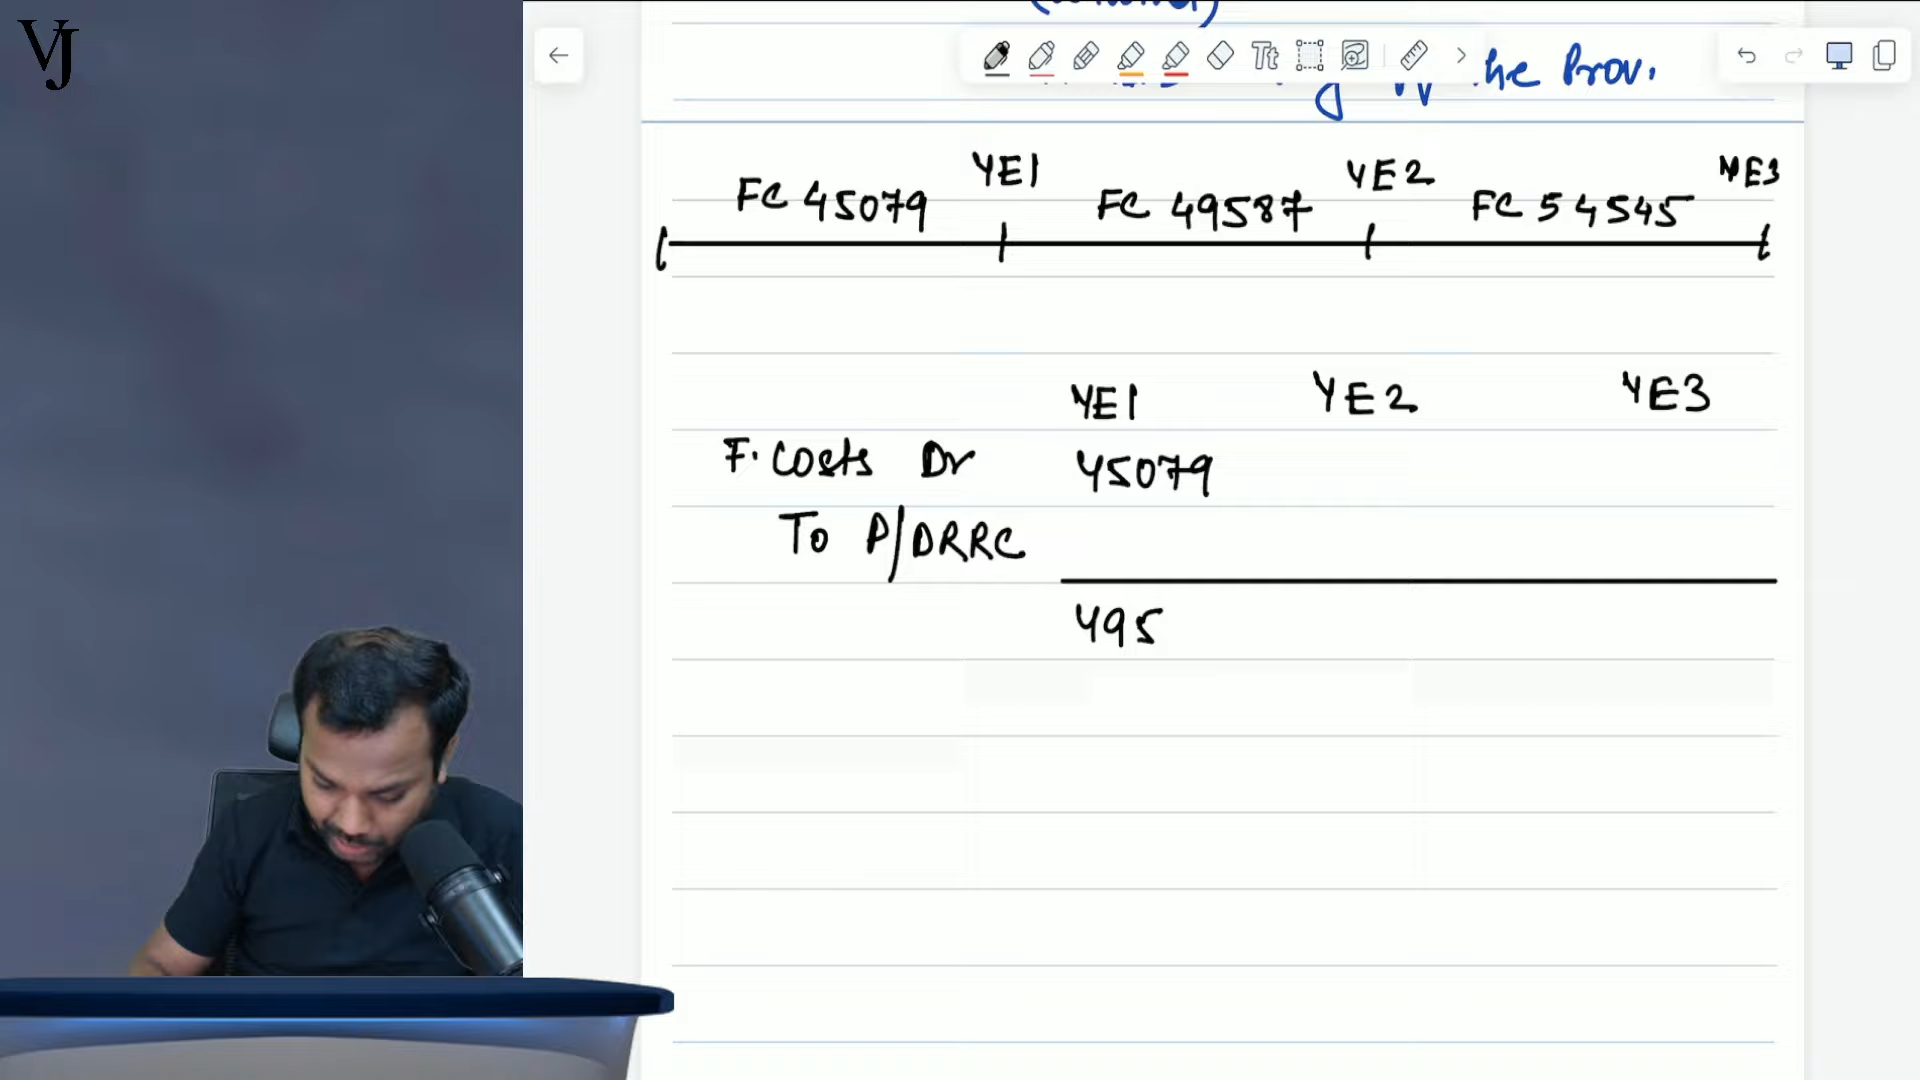 VJ
he Prov.
YE1 YE2 YE3
FC 45079 FC 49587 FC 54545
YE1 YE2 YE3
F. Costs Dr 45079
To P/DRRC
495